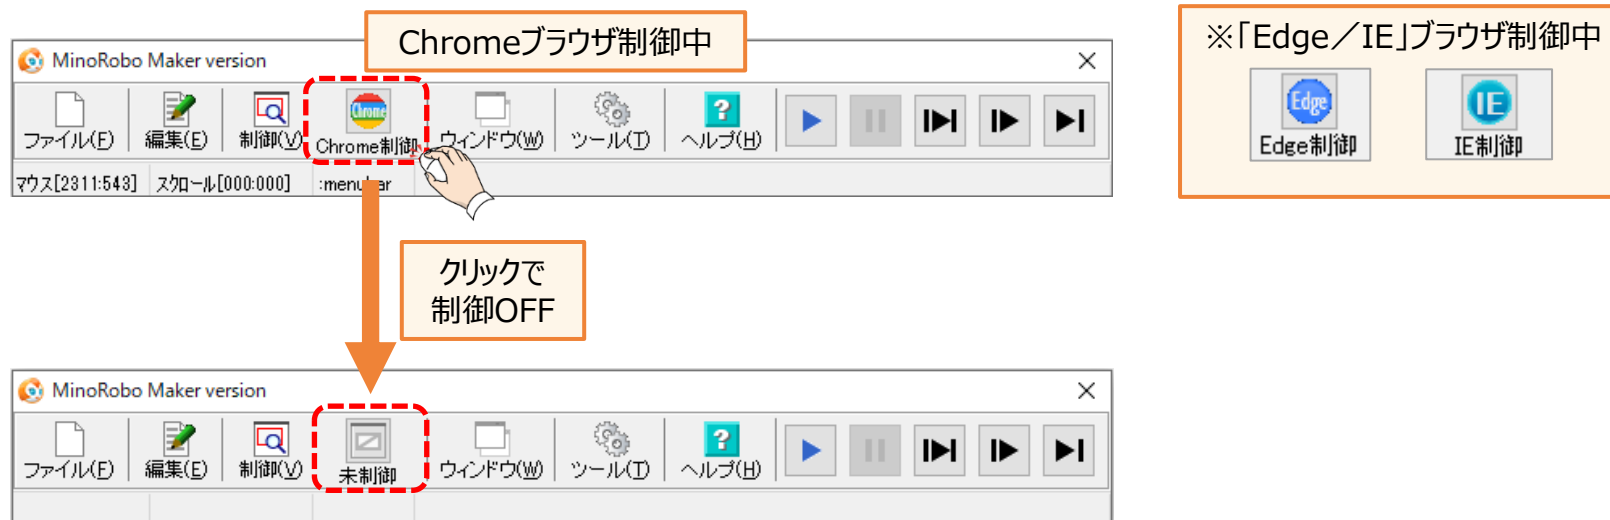 Chromeブラウザ制御中
※「Edge／IE」ブラウザ制御中
MinoRobo Maker version
Chrome
Edge
IE
ファイル(F) 編集(E) 制御(V) Chrome制御 ウィンドウ(W) ツール(T) ヘルプ(H)
Edge制御 IE制御
マウス[2311:543] スクロール[000:000] :menubar
クリックで
制御OFF
MinoRobo Maker version
ファイル(F) 編集(E) 制御(V) 未制御 ウィンドウ(W) ツール(T) ヘルプ(H)